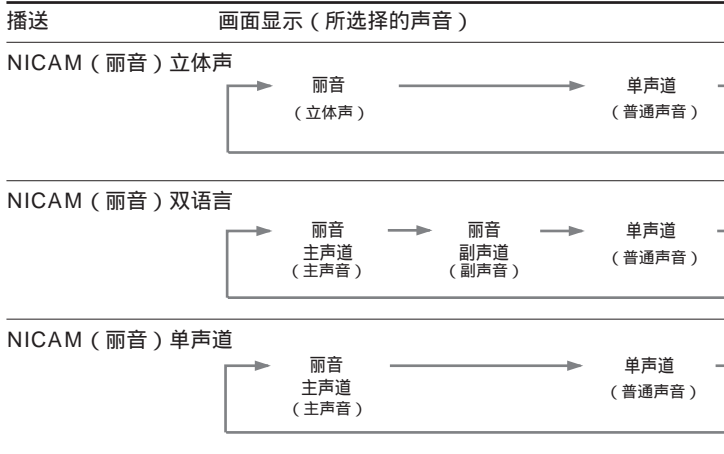 播送 画面显示（所选择的声音）
NICAM（丽音）立体声
丽音 单声道
（立体声） （普通声音）
NICAM（丽音）双语言
丽音 丽音 单声道
主声道 副声道 （普通声音）
（主声音） （副声音）
NICAM（丽音）单声道
丽音 单声道
主声道 （普通声音）
（主声音）